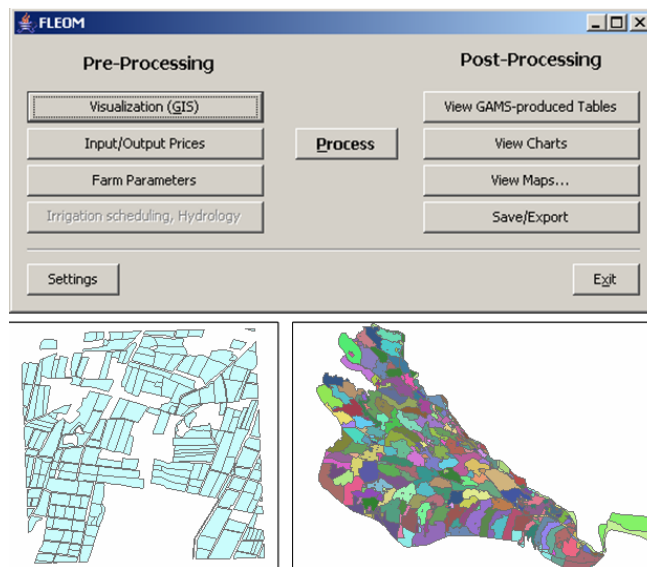 FLEOM
Pre-Processing
Post-Processing
Visualization (GIS)
View GAMS-produced Tables
Input/Output Prices
Process
View Charts
Farm Parameters
View Maps...
Irrigation scheduling, Hydrology
Save/Export
Settings
Exit